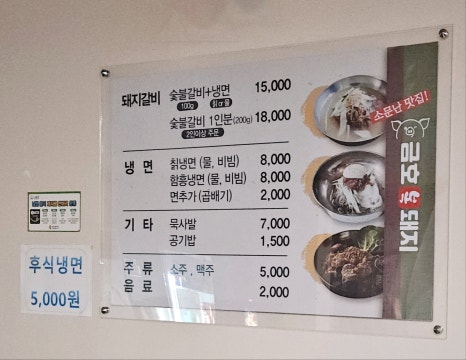 돼지갈비 숯불갈비+냉면 15,000
100g 칡or물
숯불갈비 1인분(200g) 18,000
2인이상 주문
냉 면 칡냉면 (물, 비빔) 8,000
함흥냉면 (물, 비빔) 8,000
면추가 (곱배기) 2,000
기 타 묵사발 7,000
공기밥 1,500
주 류 소주 , 맥주 5,000
음 료 2,000
소문난 맛집!
돼지
후식냉면
5,000원